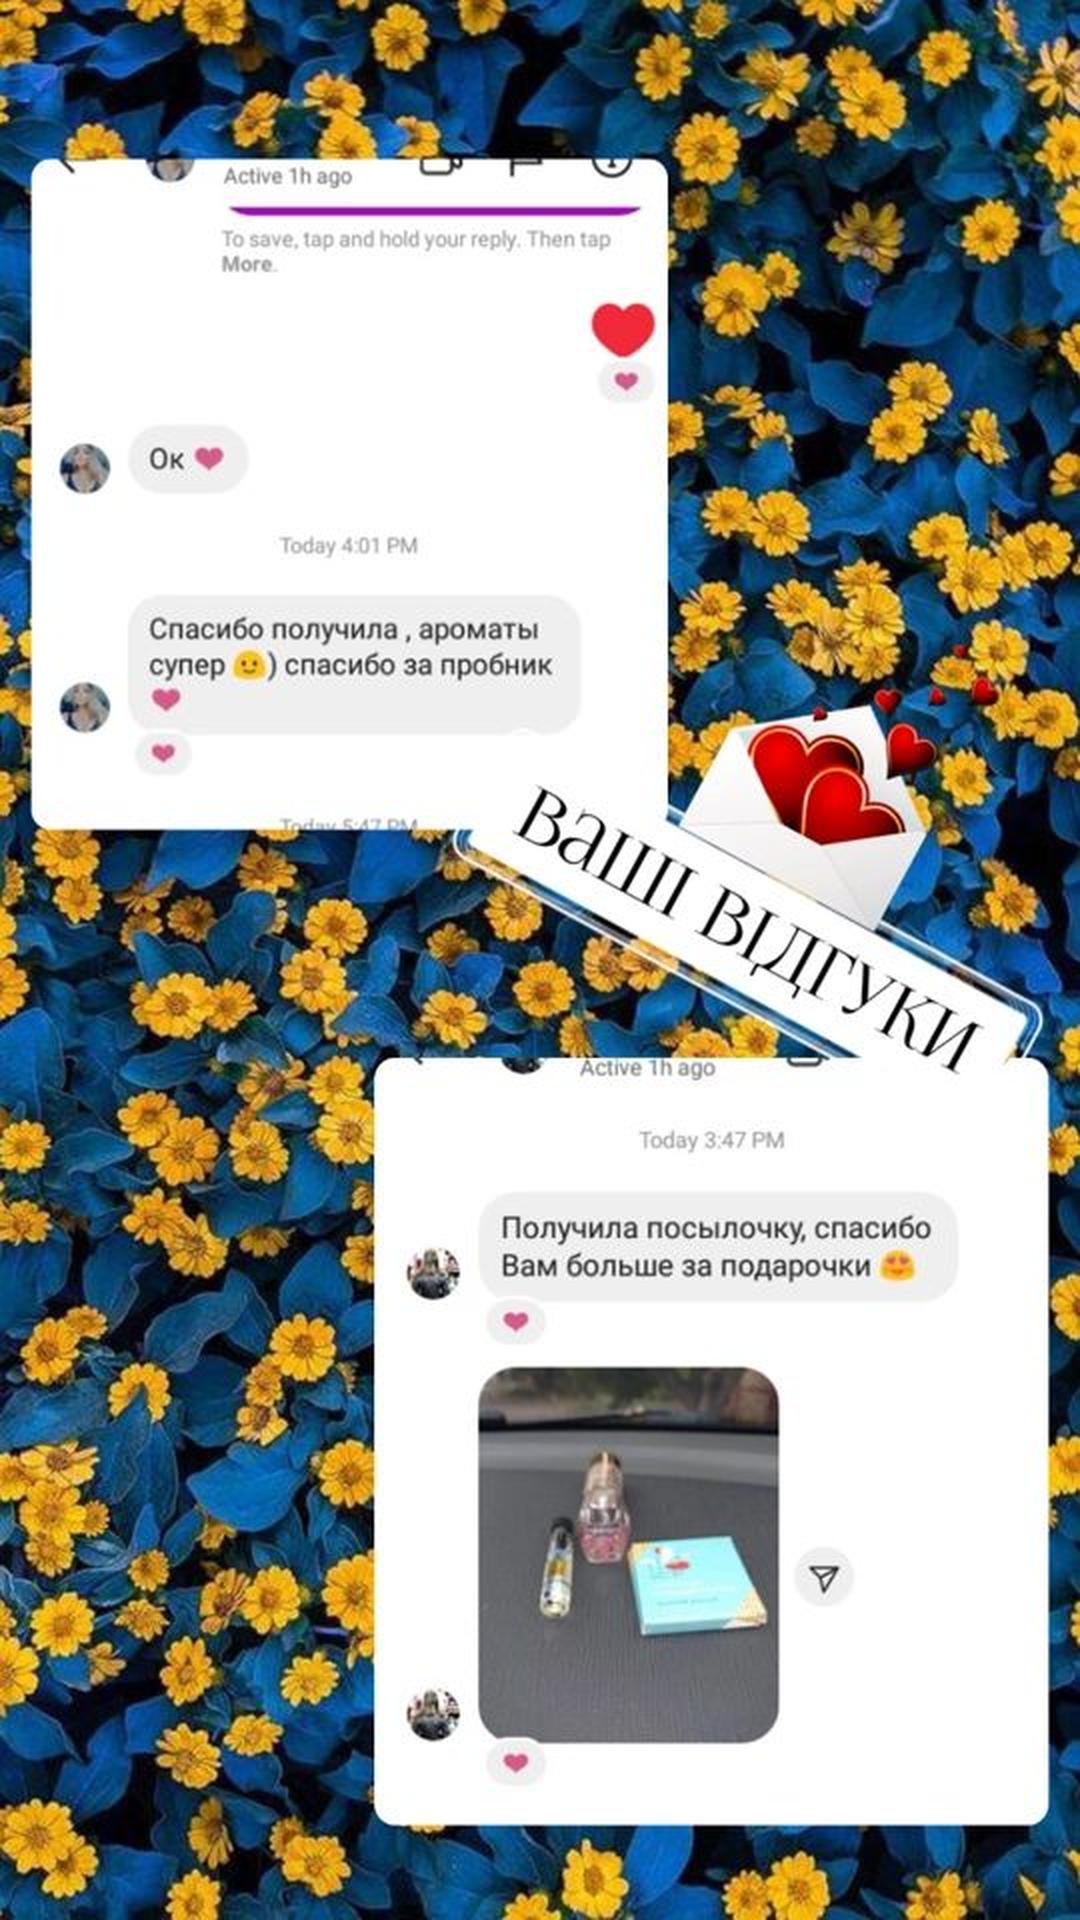 Active 1h ago
To save, tap and hold your reply. Then tap
More.
Ок ❤
Today 4:01 PM
Спасибо получила , ароматы
супер 🙂) спасибо за пробник
❤
Today 5:47 PM
ВАШІ ВІДГУКИ
Active 1h ago
Today 3:47 PM
Получила посылочку, спасибо
Вам больше за подарочки 😍